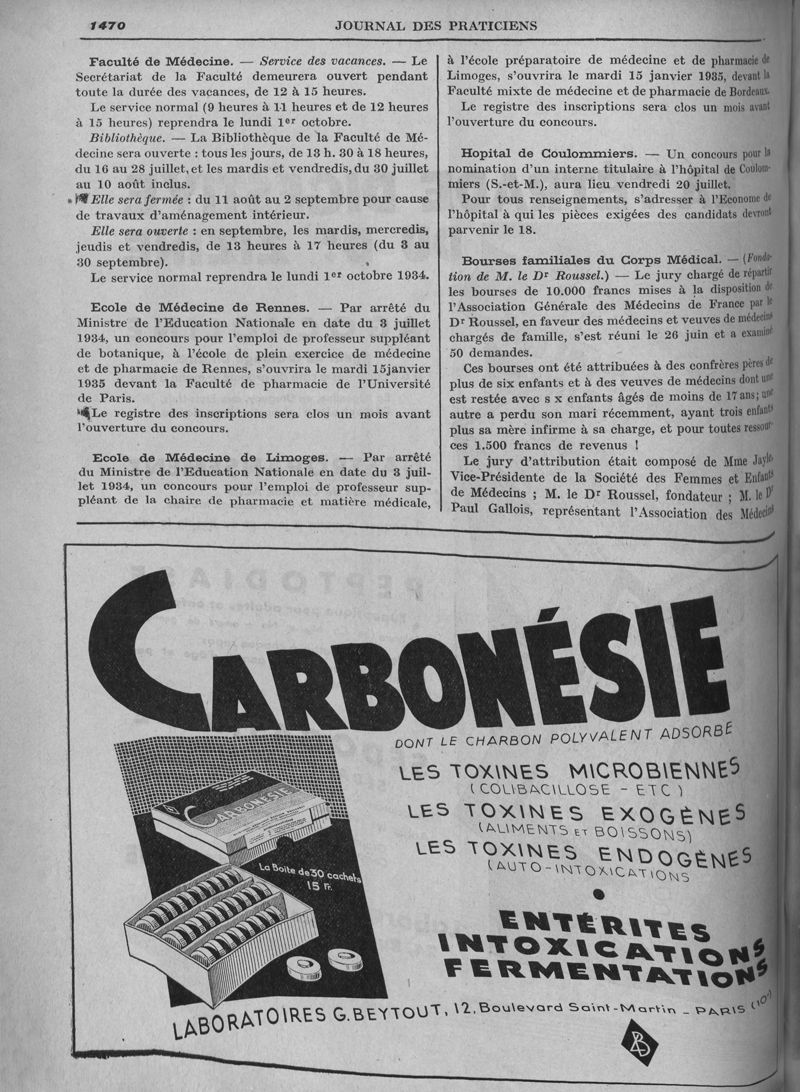 1470
JOURNAL DES PRATICIENS
Faculté de Médecine. — Service des vacances. — Le
Secrétariat de la Faculté demeurera ouvert pendant
toute la durée des vacances, de 12 à 15 heures.
Le service normal (9 heures à 11 heures et de 12 heures
à 15 heures) reprendra le lundi 1er octobre.
Bibliothèque. — La Bibliothèque de la Faculté de Mé-
decine sera ouverte : tous les jours, de 13 h. 30 à 18 heures,
du 16 au 28 juillet, et les mardis et vendredis, du 30 juillet
au 10 août inclus.
Elle sera fermée : du 11 août au 2 septembre pour cause
de travaux d'aménagement intérieur.
Elle sera ouverte : en septembre, les mardis, mercredis,
jeudis et vendredis, de 13 heures à 17 heures (du 3 au
30 septembre).
Le service normal reprendra le lundi 1er octobre 1934.
Ecole de Médecine de Rennes. — Par arrêté du
Ministre de l'Education Nationale en date du 3 juillet
1934, un concours pour l'emploi de professeur suppléant
de botanique, à l'école de plein exercice de médecine
et de pharmacie de Rennes, s'ouvrira le mardi 15janvier
1935 devant la Faculté de pharmacie de l'Université
de Paris.
Le registre des inscriptions sera clos un mois avant
l'ouverture du concours.
Ecole de Médecine de Limoges. — Par arrêté
du Ministre de l'Education Nationale en date du 3 juil-
let 1934, un concours pour l'emploi de professeur sup-
pléant de la chaire de pharmacie et matière médicale,
à l'école préparatoire de médecine et de pharmacie de
Limoges, s'ouvrira le mardi 15 janvier 1935, devant la
Faculté mixte de médecine et de pharmacie de Bordeaux.
Le registre des inscriptions sera clos un mois avant
l'ouverture du concours.
Hopital de Coulommiers. — Un concours pour la
nomination d'un interne titulaire à l'hôpital de Coulom-
miers (S.-et-M.), aura lieu vendredi 20 juillet.
Pour tous renseignements, s'adresser à l'Econome de
l'hôpital à qui les pièces exigées des candidats devront
parvenir le 18.
Bourses familiales du Corps Médical. — (Fonda-
tion de M. le Dr Roussel.) — Le jury chargé de répartir
les bourses de 10.000 francs mises à la disposition de
l'Association Générale des Médecins de France par le
Dr Roussel, en faveur des médecins et veuves de médecins
chargés de famille, s'est réuni le 26 juin et a examiné
50 demandes.
Ces bourses ont été attribuées à des confrères pères de
plus de six enfants et à des veuves de médecins dont une
est restée avec s x enfants âgés de moins de 17 ans; une
autre a perdu son mari récemment, ayant trois enfants
plus sa mère infirme à sa charge, et pour toutes ressour-
ces 1.500 francs de revenus !
Le jury d'attribution était composé de Mme Jayle,
Vice-Présidente de la Société des Femmes et Enfants
de Médecins ; M. le Dr Roussel, fondateur ; M. le Dr
Paul Gallois, représentant l'Association des Médecins
CARBONÉSIE
DONT LE CHARBON POLYVALENT ADSORBE
LES TOXINES MICROBIENNES
(COLIBACILLOSE - ETC)
LES TOXINES EXOGÈNES
(ALIMENTS ET BOISSONS)
LES TOXINES ENDOGÈNES
(AUTO-INTOXICATIONS
CARBONÉSIE
La Boite de 30 cachets
15 Fr.
ENTÉRITES
INTOXICATIONS
FERMENTATIONS
LABORATOIRES G. BEYTOUT, 12, Boulevard Saint-Martin - PARIS (10e)